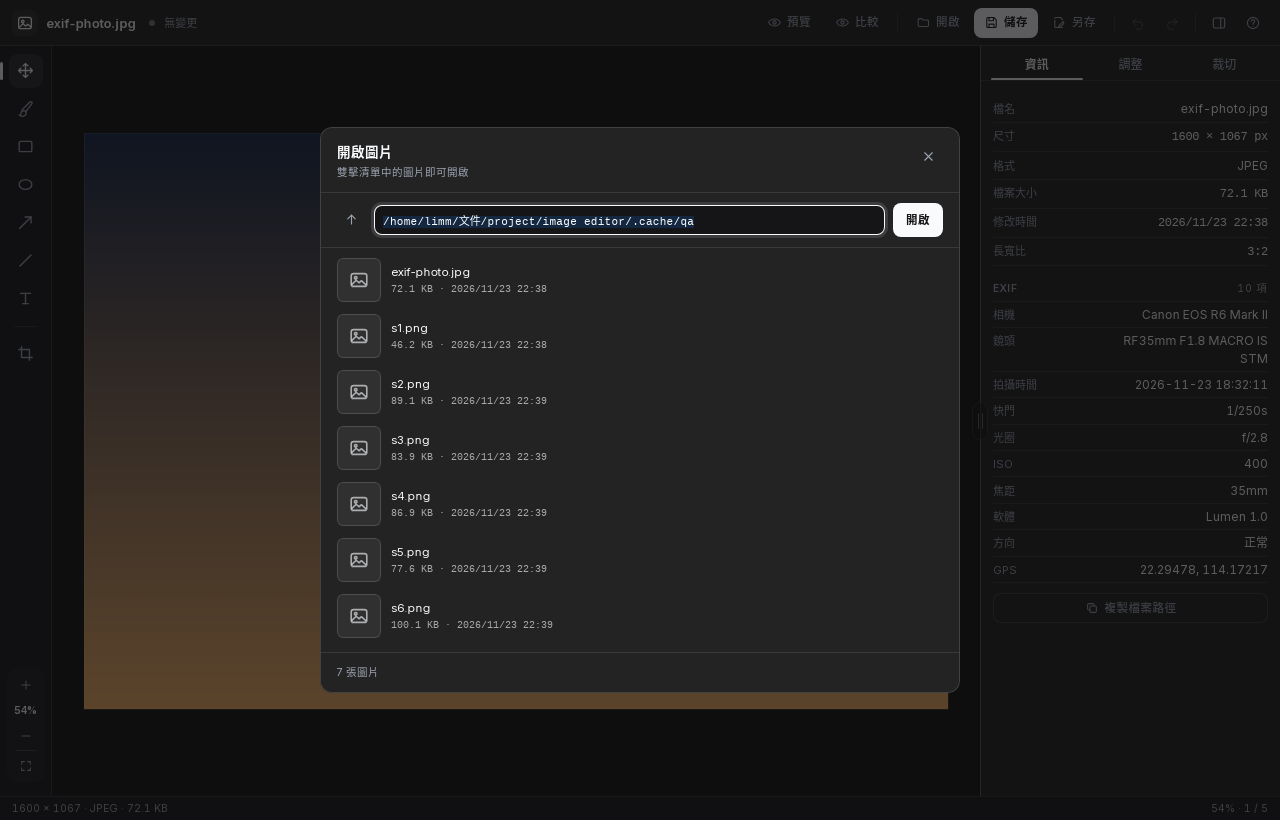 exif-photo.jpg
無變更
預覽
比較
開啟
儲存
另存
資訊
調整
裁切
檔名
exif-photo.jpg
尺寸
1600 × 1067 px
格式
JPEG
檔案大小
72.1 KB
修改時間
2026/11/23 22:38
長寬比
3:2
EXIF
10 項
相機
Canon EOS R6 Mark II
鏡頭
RF35mm F1.8 MACRO IS
STM
拍攝時間
2026-11-23 18:32:11
快門
1/250s
光圈
f/2.8
ISO
400
焦距
35mm
軟體
Lumen 1.0
方向
正常
GPS
22.29478, 114.17217
複製檔案路徑
開啟圖片
雙擊清單中的圖片即可開啟
/home/limm/文件/project/image editor/.cache/qa
開啟
exif-photo.jpg
72.1 KB · 2026/11/23 22:38
s1.png
46.2 KB · 2026/11/23 22:38
s2.png
89.1 KB · 2026/11/23 22:39
s3.png
83.9 KB · 2026/11/23 22:39
s4.png
86.9 KB · 2026/11/23 22:39
s5.png
77.6 KB · 2026/11/23 22:39
s6.png
100.1 KB · 2026/11/23 22:39
7 張圖片
54%
1600 × 1067 · JPEG · 72.1 KB
54% · 1 / 5